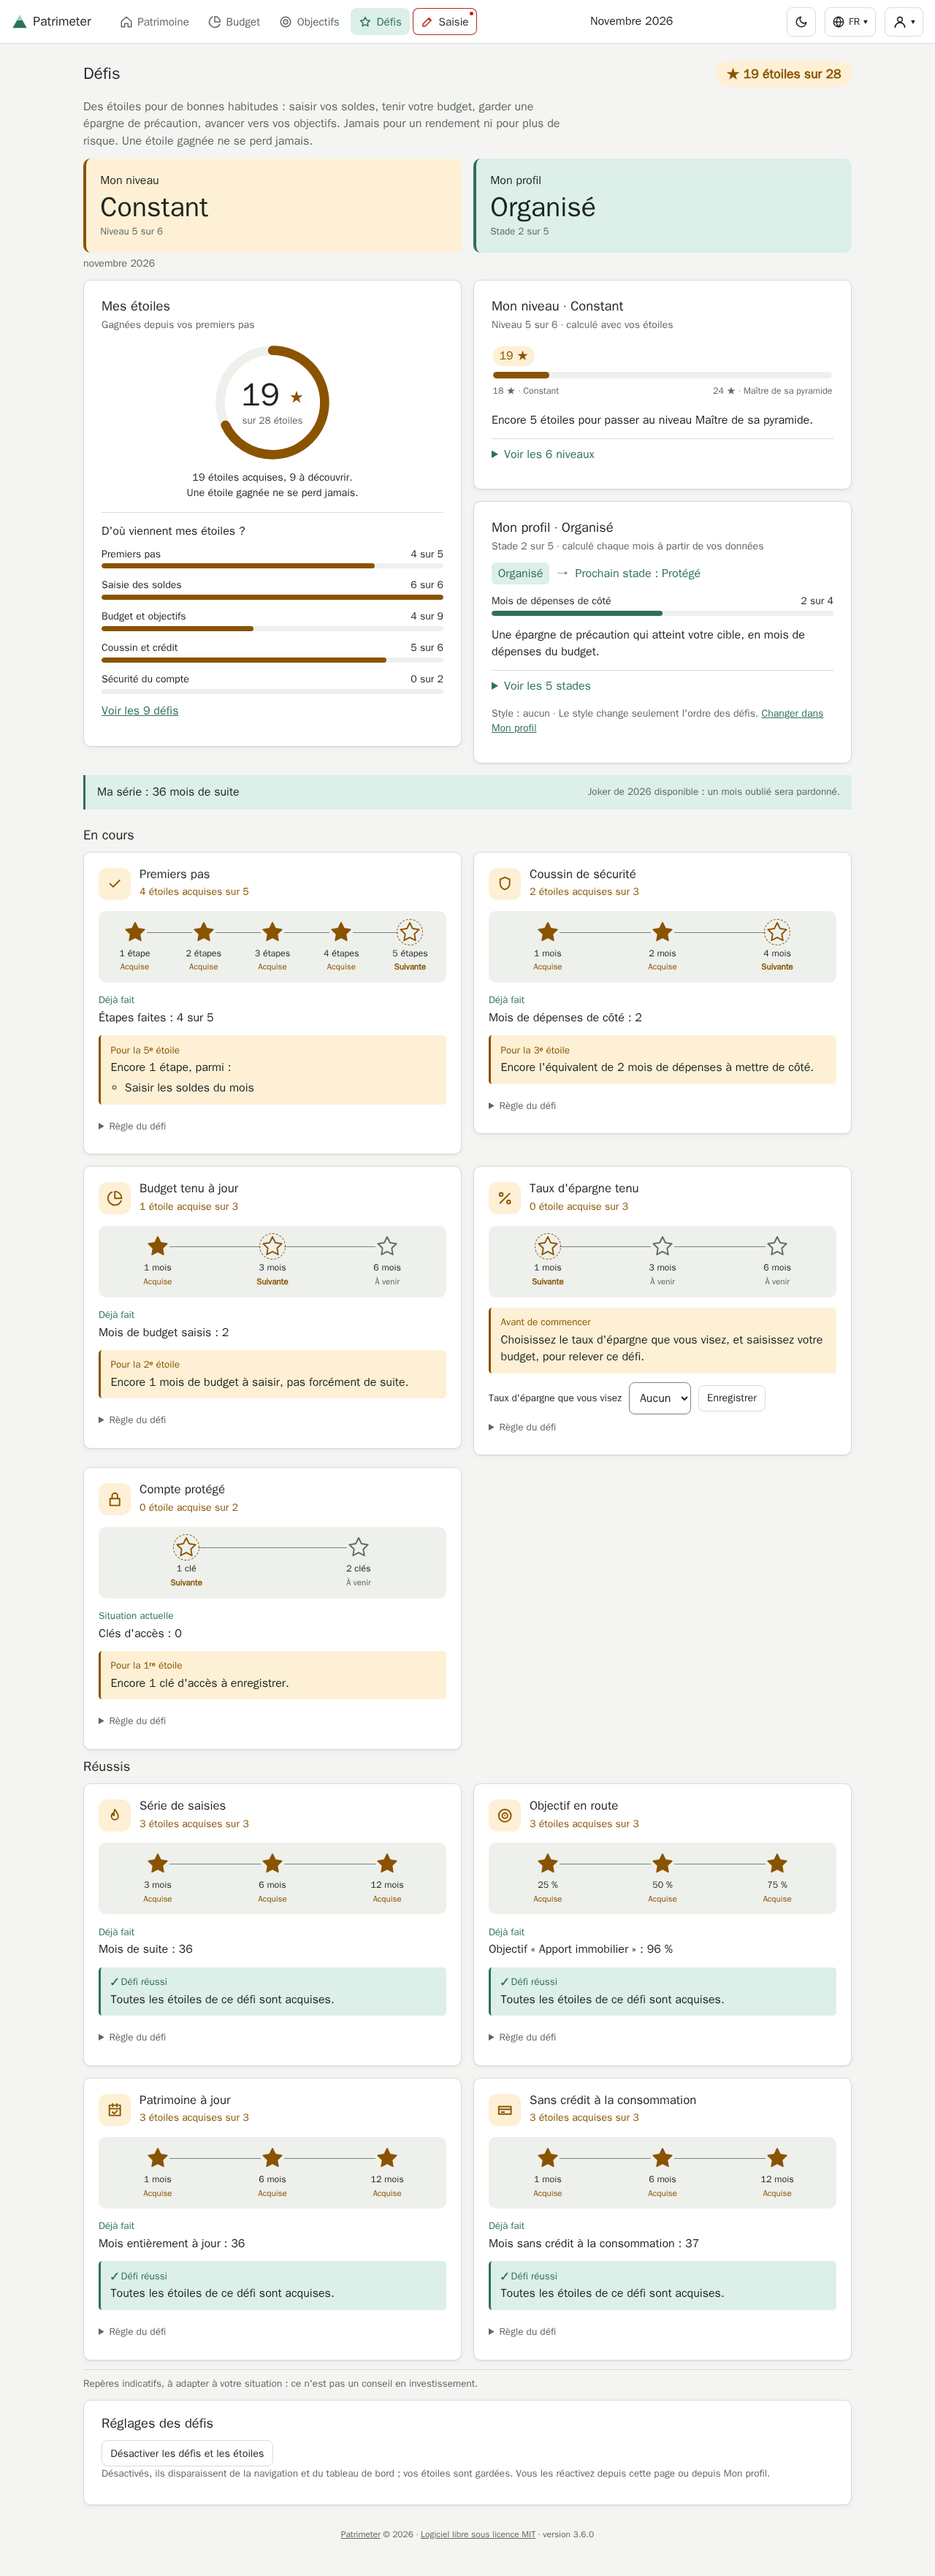 Patrimeter
Patrimoine
Budget
Objectifs
Défis
Saisie
Novembre 2026
FR
Défis
★ 19 étoiles sur 28
Des étoiles pour de bonnes habitudes : saisir vos soldes, tenir votre budget, garder une
épargne de précaution, avancer vers vos objectifs. Jamais pour un rendement ni pour plus de
risque. Une étoile gagnée ne se perd jamais.
Mon niveau
Constant
Niveau 5 sur 6
Mon profil
Organisé
Stade 2 sur 5
novembre 2026
Mes étoiles
Gagnées depuis vos premiers pas
19 ★
sur 28 étoiles
19 étoiles acquises, 9 à découvrir.
Une étoile gagnée ne se perd jamais.
D'où viennent mes étoiles ?
Premiers pas 4 sur 5
Saisie des soldes 6 sur 6
Budget et objectifs 4 sur 9
Coussin et crédit 5 sur 6
Sécurité du compte 0 sur 2
Voir les 9 défis
Mon niveau · Constant
Niveau 5 sur 6 · calculé avec vos étoiles
19 ★
18 ★ · Constant 24 ★ · Maître de sa pyramide
Encore 5 étoiles pour passer au niveau Maître de sa pyramide.
▶ Voir les 6 niveaux
Mon profil · Organisé
Stade 2 sur 5 · calculé chaque mois à partir de vos données
Organisé → Prochain stade : Protégé
Mois de dépenses de côté 2 sur 4
Une épargne de précaution qui atteint votre cible, en mois de
dépenses du budget.
▶ Voir les 5 stades
Style : aucun · Le style change seulement l'ordre des défis. Changer dans
Mon profil
Ma série : 36 mois de suite
Joker de 2026 disponible : un mois oublié sera pardonné.
En cours
Premiers pas
4 étoiles acquises sur 5
1 étape 2 étapes 3 étapes 4 étapes 5 étapes
Acquise Acquise Acquise Acquise Suivante
Déjà fait
Étapes faites : 4 sur 5
Pour la 5e étoile
Encore 1 étape, parmi :
Saisir les soldes du mois
▶ Règle du défi
Coussin de sécurité
2 étoiles acquises sur 3
1 mois 2 mois 4 mois
Acquise Acquise Suivante
Déjà fait
Mois de dépenses de côté : 2
Pour la 3e étoile
Encore l'équivalent de 2 mois de dépenses à mettre de côté.
▶ Règle du défi
Budget tenu à jour
1 étoile acquise sur 3
1 mois 3 mois 6 mois
Acquise Suivante À venir
Déjà fait
Mois de budget saisis : 2
Pour la 2e étoile
Encore 1 mois de budget à saisir, pas forcément de suite.
▶ Règle du défi
Taux d'épargne tenu
0 étoile acquise sur 3
1 mois 3 mois 6 mois
Suivante À venir À venir
Avant de commencer
Choisissez le taux d'épargne que vous visez, et saisissez votre
budget, pour relever ce défi.
Taux d'épargne que vous visez Aucun Enregistrer
▶ Règle du défi
Compte protégé
0 étoile acquise sur 2
1 clé 2 clés
Suivante À venir
Situation actuelle
Clés d'accès : 0
Pour la 1re étoile
Encore 1 clé d'accès à enregistrer.
▶ Règle du défi
Réussis
Série de saisies
3 étoiles acquises sur 3
3 mois 6 mois 12 mois
Acquise Acquise Acquise
Déjà fait
Mois de suite : 36
✓ Défi réussi
Toutes les étoiles de ce défi sont acquises.
▶ Règle du défi
Objectif en route
3 étoiles acquises sur 3
25 % 50 % 75 %
Acquise Acquise Acquise
Déjà fait
Objectif « Apport immobilier » : 96 %
✓ Défi réussi
Toutes les étoiles de ce défi sont acquises.
▶ Règle du défi
Patrimoine à jour
3 étoiles acquises sur 3
1 mois 6 mois 12 mois
Acquise Acquise Acquise
Déjà fait
Mois entièrement à jour : 36
✓ Défi réussi
Toutes les étoiles de ce défi sont acquises.
▶ Règle du défi
Sans crédit à la consommation
3 étoiles acquises sur 3
1 mois 6 mois 12 mois
Acquise Acquise Acquise
Déjà fait
Mois sans crédit à la consommation : 37
✓ Défi réussi
Toutes les étoiles de ce défi sont acquises.
▶ Règle du défi
Repères indicatifs, à adapter à votre situation : ce n'est pas un conseil en investissement.
Réglages des défis
Désactiver les défis et les étoiles
Désactivés, ils disparaissent de la navigation et du tableau de bord ; vos étoiles sont gardées. Vous les réactivez depuis cette page ou depuis Mon profil.
Patrimeter © 2026 · Logiciel libre sous licence MIT · version 3.6.0